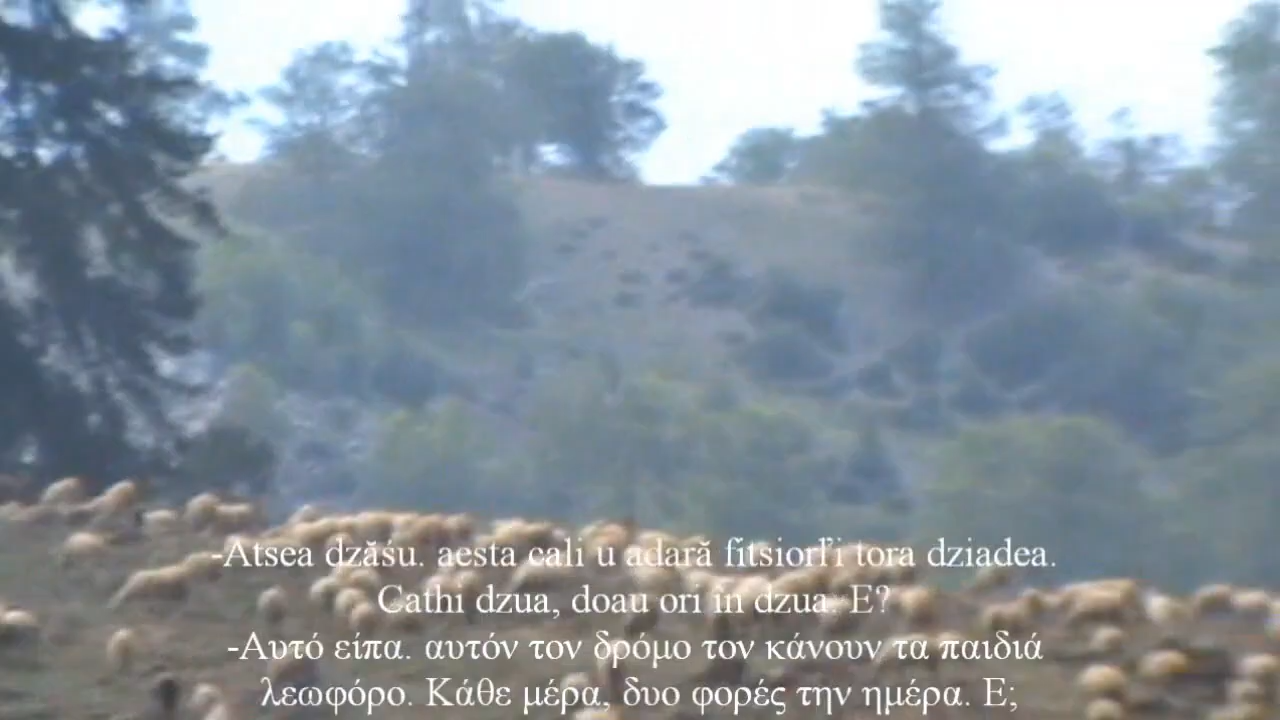 -Atsea dzăśu. aesta cali u adară fitsiorl'i tora dziadea.
Cathi dzua, doau ori în dzua. E?
-Αυτό είπα. αυτόν τον δρόμο τον κάνουν τα παιδιά
λεωφόρο. Κάθε μέρα, δυο φορές την ημέρα. Ε;